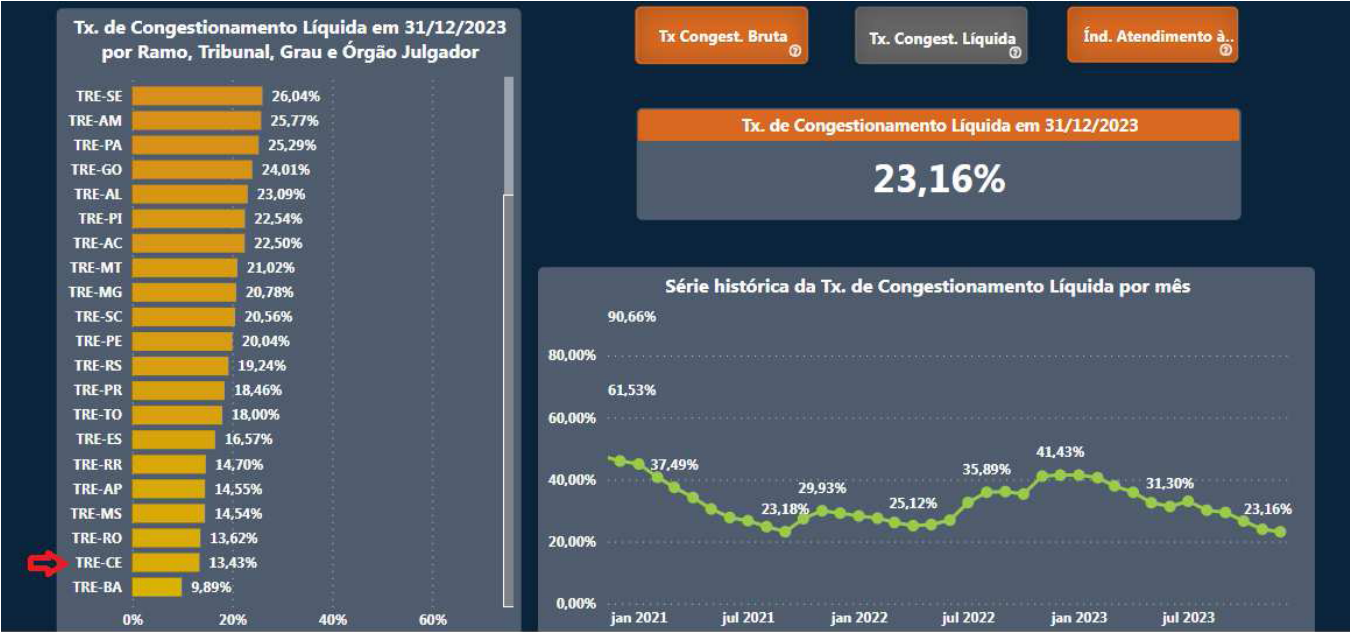 Tx. de Congestionamento Líquida em 31/12/2023
por Ramo, Tribunal, Grau e Órgão Julgador
TRE-SE 26,04%
TRE-AM 25,77%
TRE-PA 25,29%
TRE-GO 24,01%
TRE-AL 23,09%
TRE-PI 22,54%
TRE-AC 22,50%
TRE-MT 21,02%
TRE-MG 20,78%
TRE-SC 20,56%
TRE-PE 20,04%
TRE-RS 19,24%
TRE-PR 18,46%
TRE-TO 18,00%
TRE-ES 16,57%
TRE-RR 14,70%
TRE-AP 14,55%
TRE-MS 14,54%
TRE-RO 13,62%
TRE-CE 13,43%
TRE-BA 9,89%
0% 20% 40% 60%
Tx Congest. Bruta
Tx. Congest. Líquida
Índ. Atendimento à..
Tx. de Congestionamento Líquida em 31/12/2023
23,16%
Série histórica da Tx. de Congestionamento Líquida por mês
90,66%
80,00%
61,53%
60,00%
41,43%
37,49%
35,89%
40,00%
31,30%
29,93%
25,12%
23,18%
23,16%
20,00%
0,00%
jan 2021 jul 2021 jan 2022 jul 2022 jan 2023 jul 2023